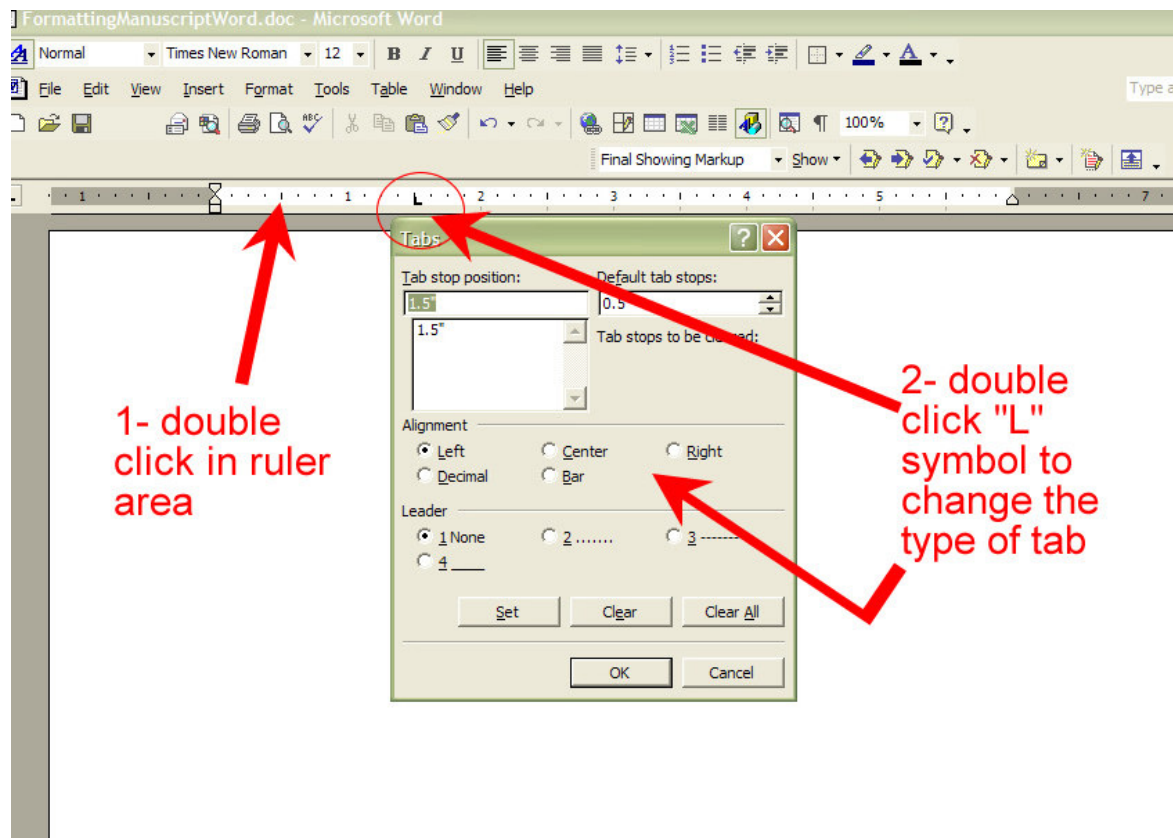 FormattingManuscriptWord.doc - Microsoft Word
A Normal Times New Roman 12 B I U A
File Edit View Insert Format Tools Table Window Help
Type a
ABC 100% ?
Final Showing Markup Show
1 1 2 3 4 5 7
Tabs ?
Tab stop position: Default tab stops:
1.5" 0.5"
1.5" Tab stops to be cleared:
Alignment
Left Center Right
Decimal Bar
Leader
1 None 2 ....... 3 -------
4 ____
Set Clear Clear All
OK Cancel
1- double
click in ruler
area
2- double
click "L"
symbol to
change the
type of tab